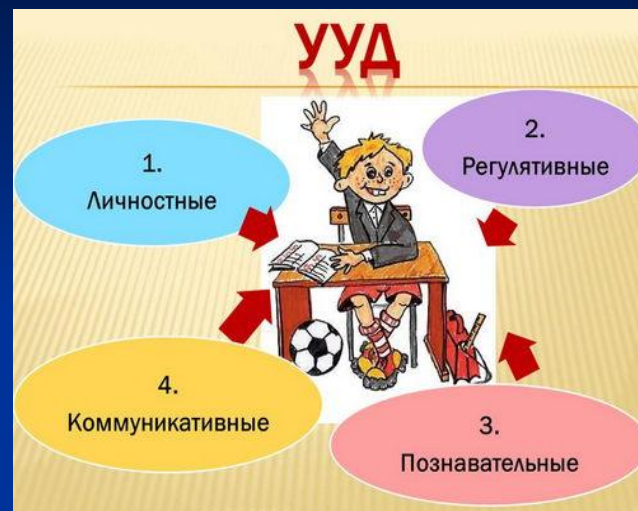 УУД
1.
Личностные
2.
Регулятивные
4.
Коммуникативные
3.
Познавательные